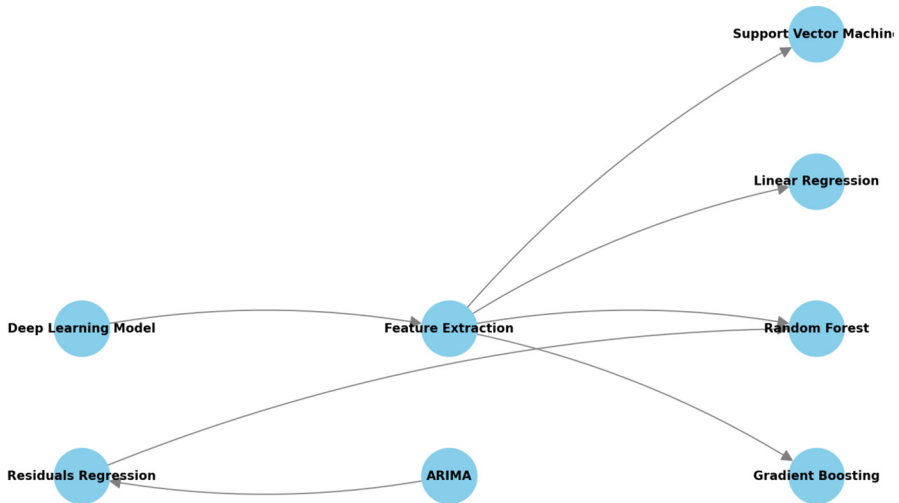 Support Vector Machin
Linear Regression
Deep Learning Model
Feature Extraction
Random Forest
Residuals Regression
ARIMA
Gradient Boosting